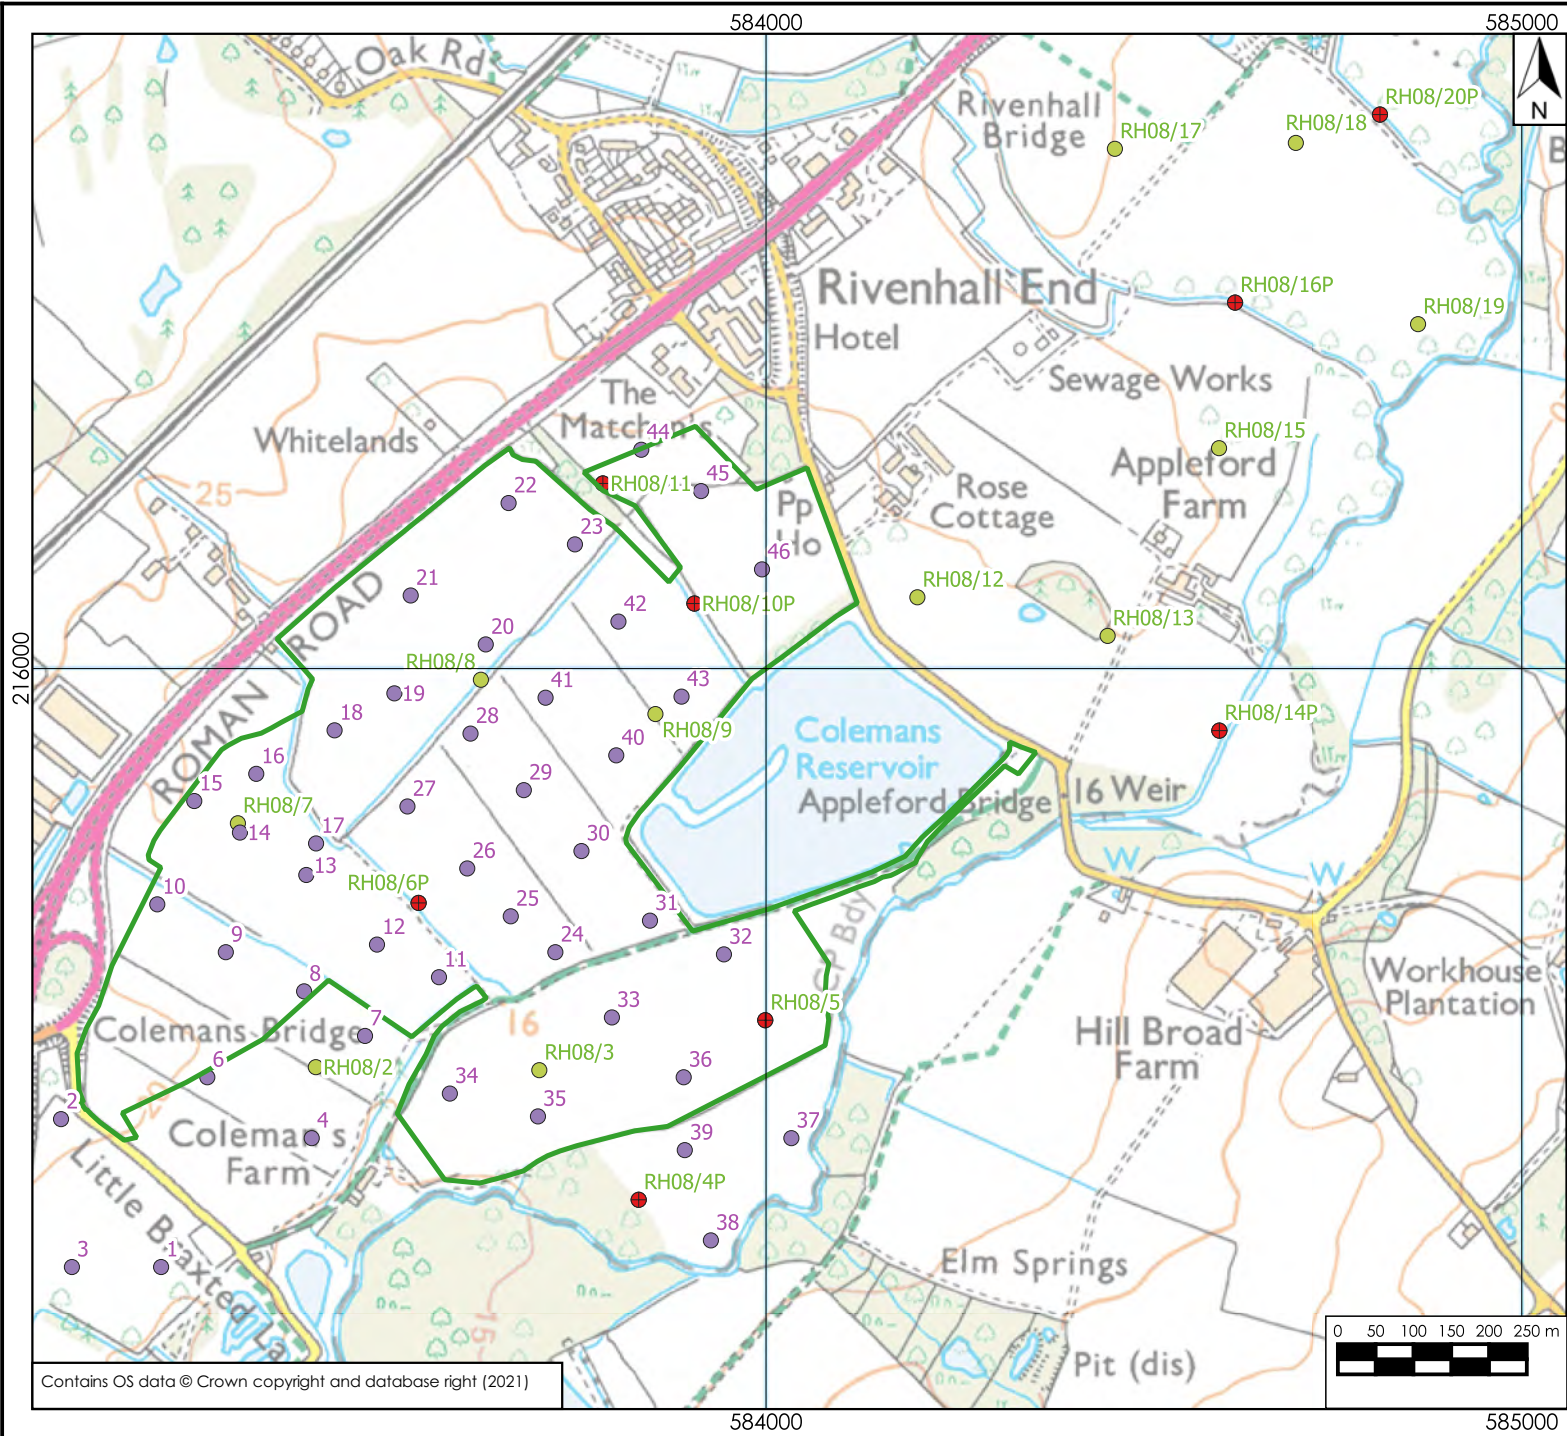 584000
585000
Oak Rd
N
Rivenhall
Bridge
RH08/17
RH08/18
RH08/20P
B
Rivenhall End
Hotel
RH08/16P
RH08/19
Sewage Works
The
Matchan's
Whitelands
25
44
45
RH08/11
22
23
Pp
Ho
46
Rose
Cottage
RH08/15
Appleford
Farm
21
42
RH08/10P
RH08/12
RH08/13
ROMAN ROAD
20
RH08/8
216000
19
41
43
18
28
RH08/9
40
RH08/14P
Colemans
Reservoir
Appleford Bridge
16 Weir
16
15
RH08/7
14
17
27
29
13
26
30
W
W
10
RH08/6P
25
31
12
24
32
9
11
8
CP Bdy
33
16
RH08/5
Workhouse
Plantation
Colemans Bridge
7
Hill Broad
Farm
6
RH08/2
RH08/3
36
34
35
20
2
4
Coleman's
Farm
37
39
RH08/4P
38
Little Braxted La
3
1
15
Elm Springs
Pit (dis)
0 50 100 150 200 250 m
Contains OS data © Crown copyright and database right (2021)
584000
585000